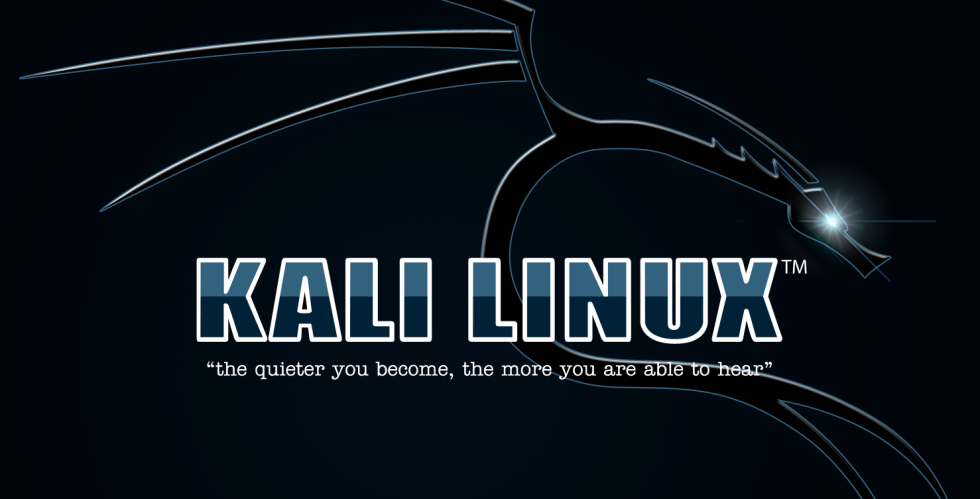 KALI LINUX™
“the quieter you become, the more you are able to hear”